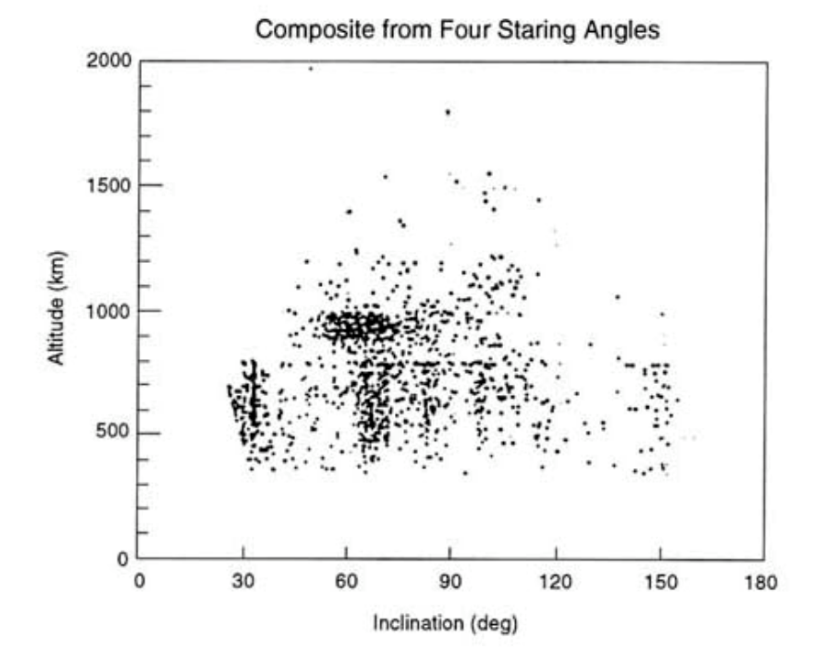 Composite from Four Staring Angles
2000
1500
1000
500
0
Altitude (km)
0 30 60 90 120 150 180
Inclination (deg)